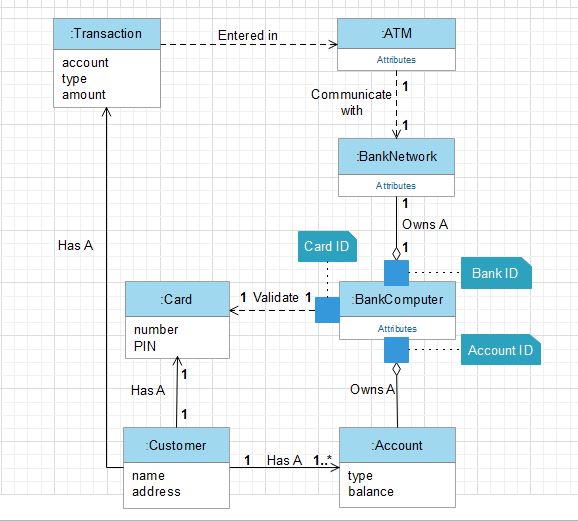 :Transaction
account
type
amount
Entered in
:ATM
Attributes
1
Communicate
with
1
:BankNetwork
Attributes
1
Owns A
1
Has A
Card ID
Bank ID
:Card
number
PIN
1 Validate 1
:BankComputer
Attributes
Account ID
1
Has A
1
Owns A
:Customer
name
address
1 Has A 1..*
:Account
type
balance